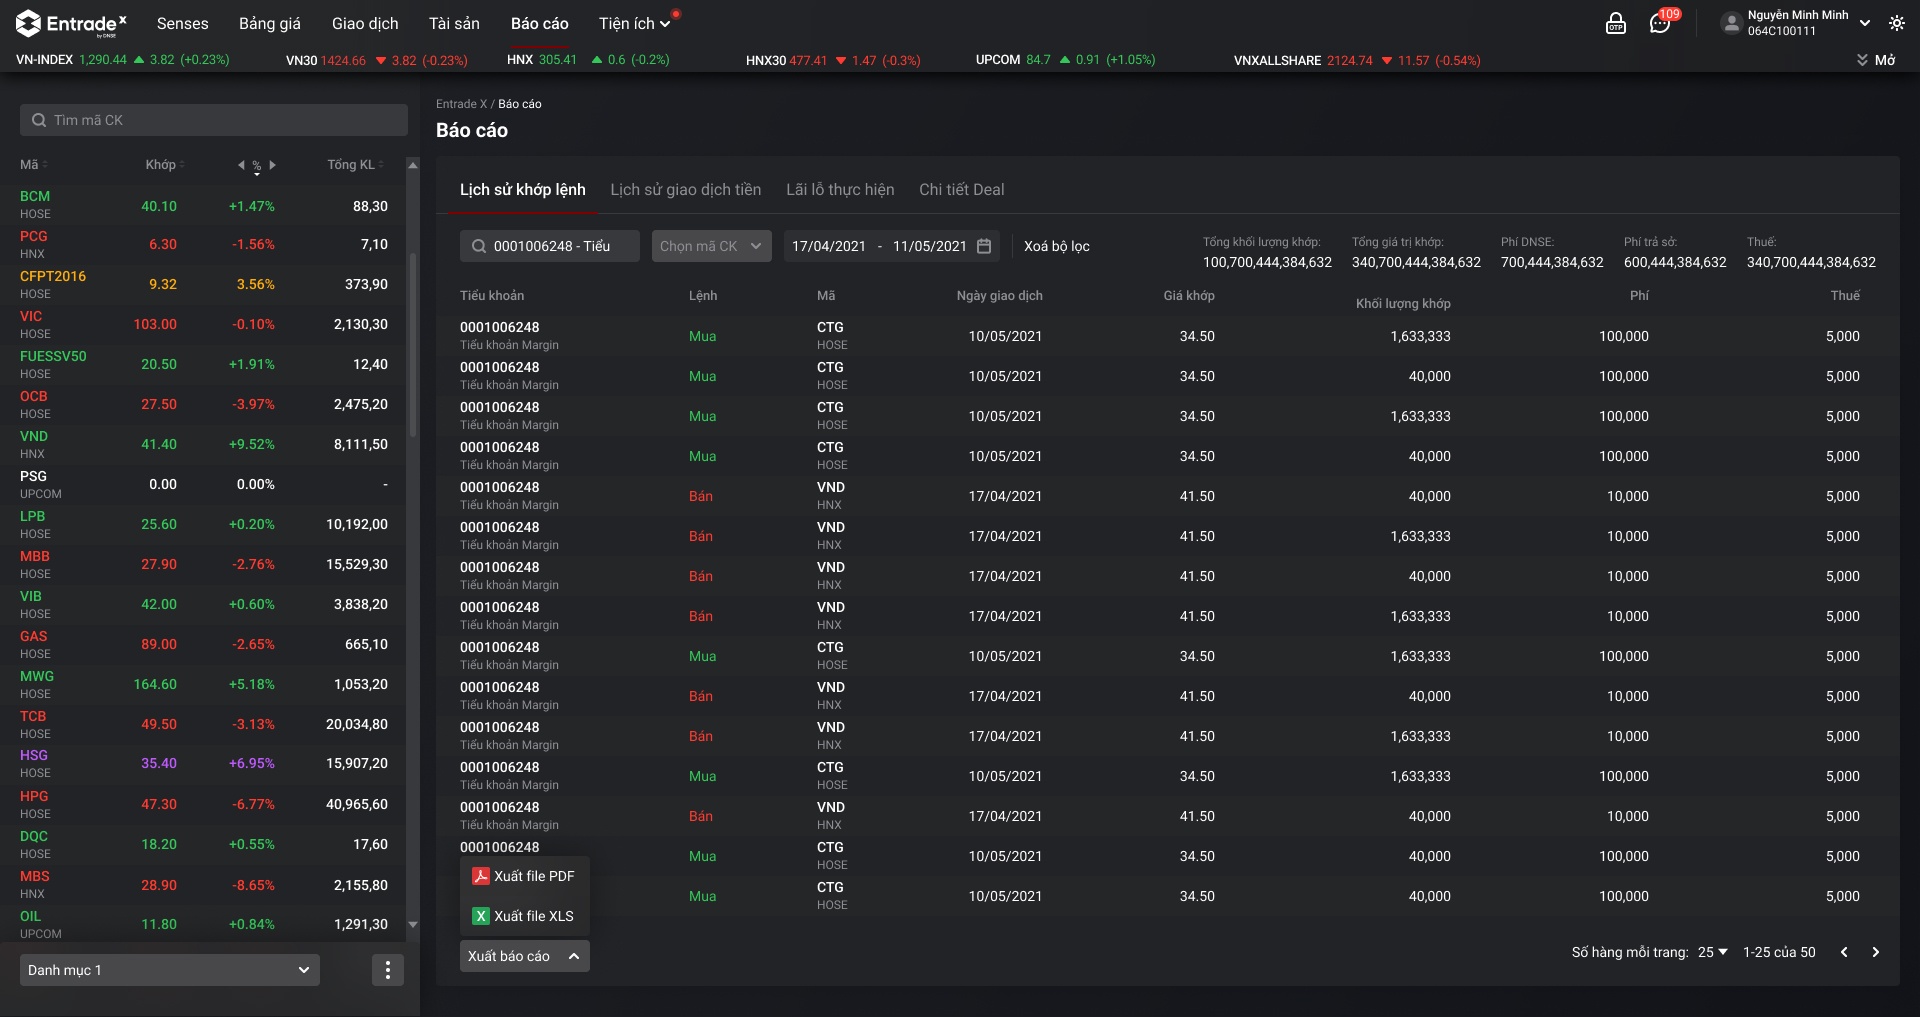 Entrade X by DNSE Senses Bảng giá Giao dịch Tài sản Báo cáo Tiện ích OTP 109 Nguyễn Minh Minh
064C100111
VN-INDEX 1,290.44 3.82 (+0.23%) VN30 1424.66 3.82 (-0.23%) HNX 305.41 0.6 (-0.2%) HNX30 477.41 1.47 (-0.3%) UPCOM 84.7 0.91 (+1.05%) VNXALLSHARE 2124.74 11.57 (-0.54%) Mở
Tìm mã CK
Mã Khớp % Tổng KL
BCM
HOSE 40.10 +1.47% 88,30
PCG
HNX 6.30 -1.56% 7,10
CFPT2016
HOSE 9.32 3.56% 373,90
VIC
HOSE 103.00 -0.10% 2,130,30
FUESSV50
HOSE 20.50 +1.91% 12,40
OCB
HOSE 27.50 -3.97% 2,475,20
VND
HNX 41.40 +9.52% 8,111,50
PSG
UPCOM 0.00 0.00% -
LPB
HOSE 25.60 +0.20% 10,192,00
MBB
HOSE 27.90 -2.76% 15,529,30
VIB
HOSE 42.00 +0.60% 3,838,20
GAS
HOSE 89.00 -2.65% 665,10
MWG
HOSE 164.60 +5.18% 1,053,20
TCB
HOSE 49.50 -3.13% 20,034,80
HSG
HOSE 35.40 +6.95% 15,907,20
HPG
HOSE 47.30 -6.77% 40,965,60
DQC
HOSE 18.20 +0.55% 17,60
MBS
HNX 28.90 -8.65% 2,155,80
OIL
UPCOM 11.80 +0.84% 1,291,30
Danh mục 1
Entrade X / Báo cáo
Báo cáo
Lịch sử khớp lệnh Lịch sử giao dịch tiền Lãi lỗ thực hiện Chi tiết Deal
0001006248 - Tiểu Chọn mã CK 17/04/2021 - 11/05/2021 Xoá bộ lọc
Tổng khối lượng khớp: Tổng giá trị khớp: Phí DNSE: Phí trả sở: Thuế:
100,700,444,384,632 340,700,444,384,632 700,444,384,632 600,444,384,632 340,700,444,384,632
Tiểu khoản Lệnh Mã Ngày giao dịch Giá khớp Khối lượng khớp Phí Thuế
0001006248 CTG
Tiểu khoản Margin Mua HOSE 10/05/2021 34.50 1,633,333 100,000 5,000
0001006248 CTG
Tiểu khoản Margin Mua HOSE 10/05/2021 34.50 40,000 100,000 5,000
0001006248 CTG
Tiểu khoản Margin Mua HOSE 10/05/2021 34.50 1,633,333 100,000 5,000
0001006248 CTG
Tiểu khoản Margin Mua HOSE 10/05/2021 34.50 40,000 100,000 5,000
0001006248 VND
Tiểu khoản Margin Bán HNX 17/04/2021 41.50 40,000 10,000 5,000
0001006248 VND
Tiểu khoản Margin Bán HNX 17/04/2021 41.50 1,633,333 10,000 5,000
0001006248 VND
Tiểu khoản Margin Bán HNX 17/04/2021 41.50 40,000 10,000 5,000
0001006248 VND
Tiểu khoản Margin Bán HNX 17/04/2021 41.50 1,633,333 10,000 5,000
0001006248 CTG
Tiểu khoản Margin Mua HOSE 10/05/2021 34.50 1,633,333 100,000 5,000
0001006248 VND
Tiểu khoản Margin Bán HNX 17/04/2021 41.50 40,000 10,000 5,000
0001006248 VND
Tiểu khoản Margin Bán HNX 17/04/2021 41.50 1,633,333 10,000 5,000
0001006248 CTG
Tiểu khoản Margin Mua HOSE 10/05/2021 34.50 1,633,333 100,000 5,000
0001006248 VND
Tiểu khoản Margin Bán HNX 17/04/2021 41.50 40,000 10,000 5,000
0001006248 CTG
Mua HOSE 10/05/2021 34.50 40,000 100,000 5,000
CTG
Mua HOSE 10/05/2021 34.50 40,000 100,000 5,000
Xuất file PDF
X Xuất file XLS
Xuất báo cáo
Số hàng mỗi trang: 25 1-25 của 50